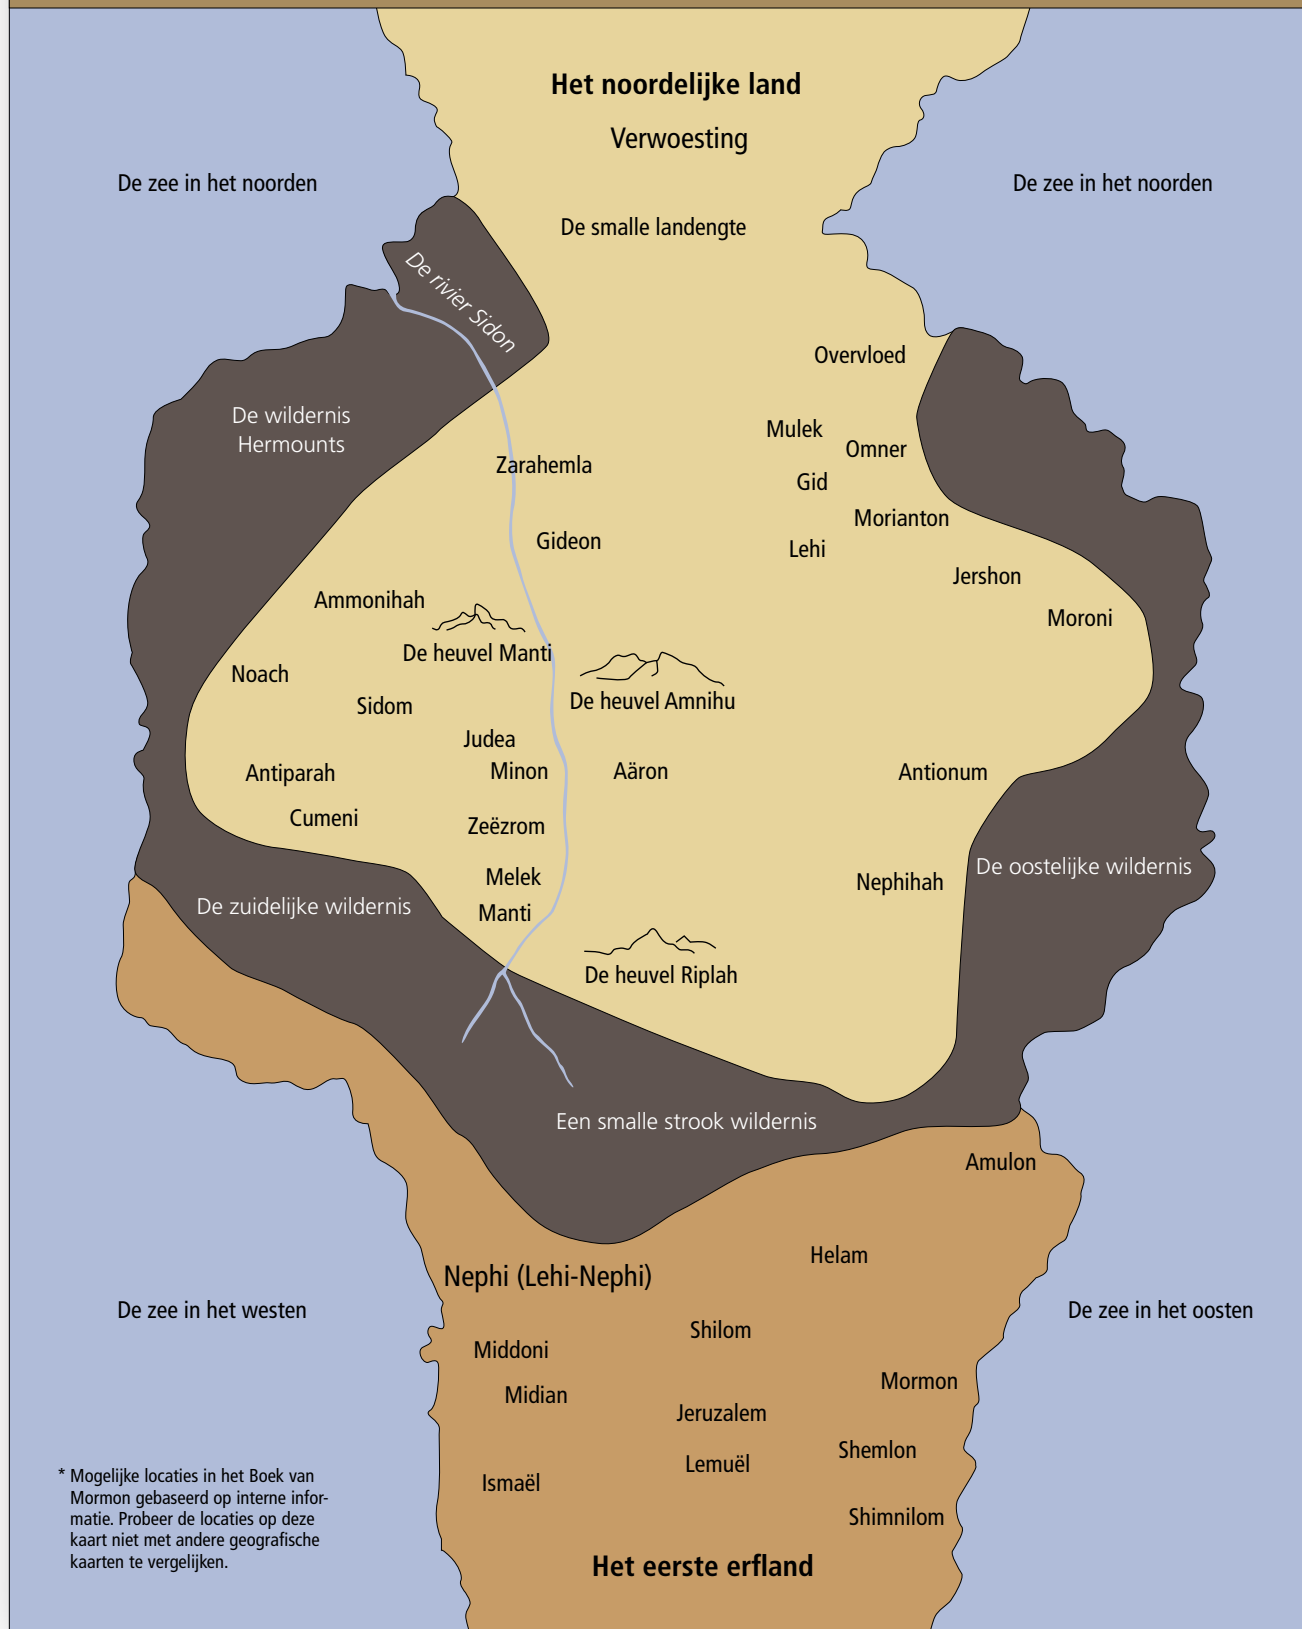 Het noordelijke land
Verwoesting
De zee in het noorden
De zee in het noorden
De smalle landengte
De rivier Sidon
Overvloed
De wildernis
Hermounts
Mulek
Omner
Zarahemla
Gid
Morianton
Gideon
Lehi
Jershon
Ammonihah
Moroni
De heuvel Manti
Noach
De heuvel Amnihu
Sidom
Judea
Antiparah
Minon
Aäron
Antionum
Cumeni
Zeëzrom
De oostelijke wildernis
Melek
Nephihah
De zuidelijke wildernis
Manti
De heuvel Riplah
Een smalle strook wildernis
Amulon
Helam
Nephi (Lehi-Nephi)
De zee in het westen
De zee in het oosten
Shilom
Middoni
Mormon
Midian
Jeruzalem
Shemlon
Lemuël
Ismaël
Shimnilom
* Mogelijke locaties in het Boek van
Mormon gebaseerd op interne infor-
matie. Probeer de locaties op deze
kaart niet met andere geografische
kaarten te vergelijken.
Het eerste erfland